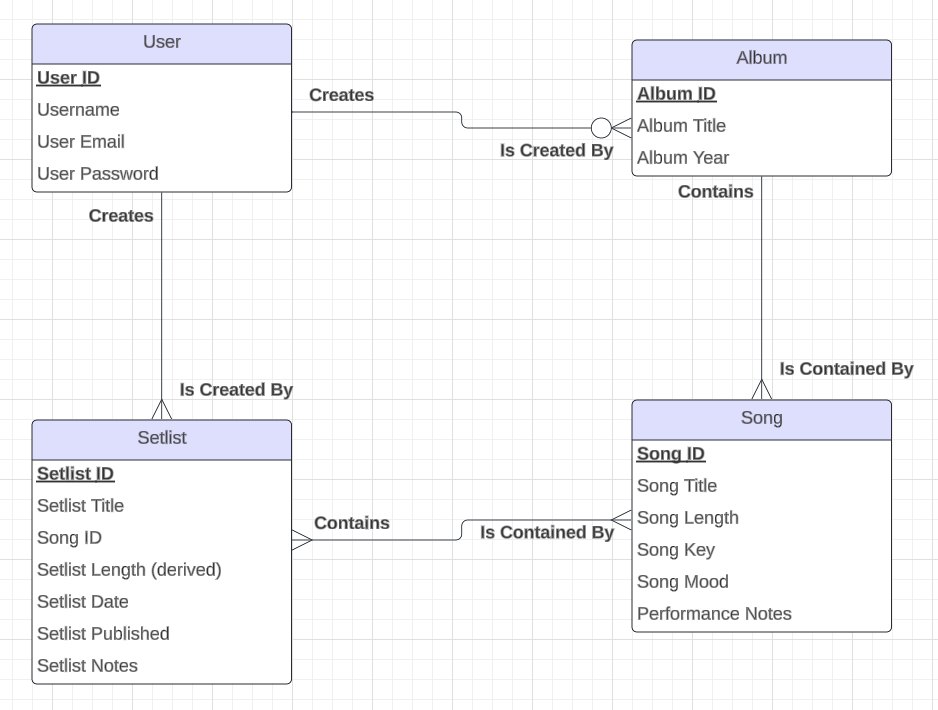 User
User ID
Username
User Email
User Password
Creates
Is Created By
Album
Album ID
Album Title
Album Year
Contains
Is Contained By
Creates
Is Created By
Setlist
Setlist ID
Setlist Title
Song ID
Setlist Length (derived)
Setlist Date
Setlist Published
Setlist Notes
Contains
Is Contained By
Song
Song ID
Song Title
Song Length
Song Key
Song Mood
Performance Notes